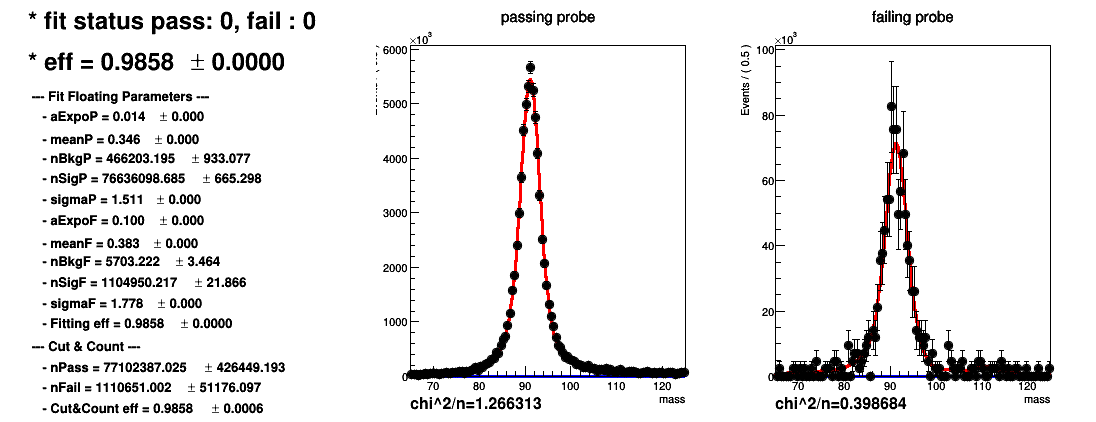 * fit status pass: 0, fail : 0
* eff = 0.9858 ± 0.0000
--- Fit Floating Parameters ---
- aExpoP = 0.014 ± 0.000
- meanP = 0.346 ± 0.000
- nBkgP = 466203.195 ± 933.077
- nSigP = 76636098.685 ± 665.298
- sigmaP = 1.511 ± 0.000
- aExpoF = 0.100 ± 0.000
- meanF = 0.383 ± 0.000
- nBkgF = 5703.222 ± 3.464
- nSigF = 1104950.217 ± 21.866
- sigmaF = 1.778 ± 0.000
- Fitting eff = 0.9858 ± 0.0000
--- Cut & Count ---
- nPass = 77102387.025 ± 426449.193
- nFail = 1110651.002 ± 51176.097
- Cut&Count eff = 0.9858 ± 0.0006
passing probe
×10³
6000
5000
4000
3000
2000
1000
0
70 80 90 100 110 120
mass
chi^2/n=1.266313
failing probe
×10³
Events / ( 0.5 )
100
80
60
40
20
0
70 80 90 100 110 120
mass
chi^2/n=0.398684